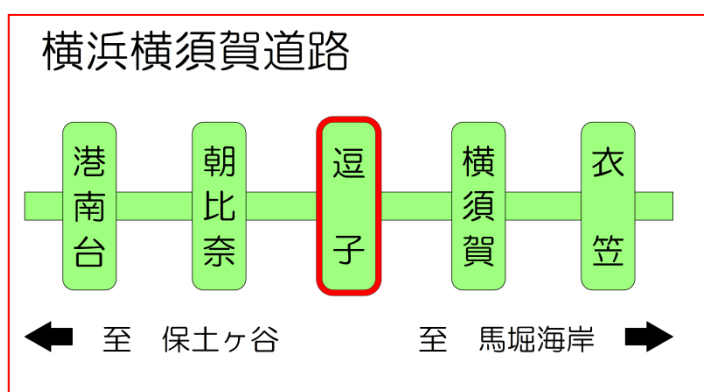 横浜横須賀道路
港南台
朝比奈
逗子
横須賀
衣笠
至 保土ヶ谷
至 馬堀海岸